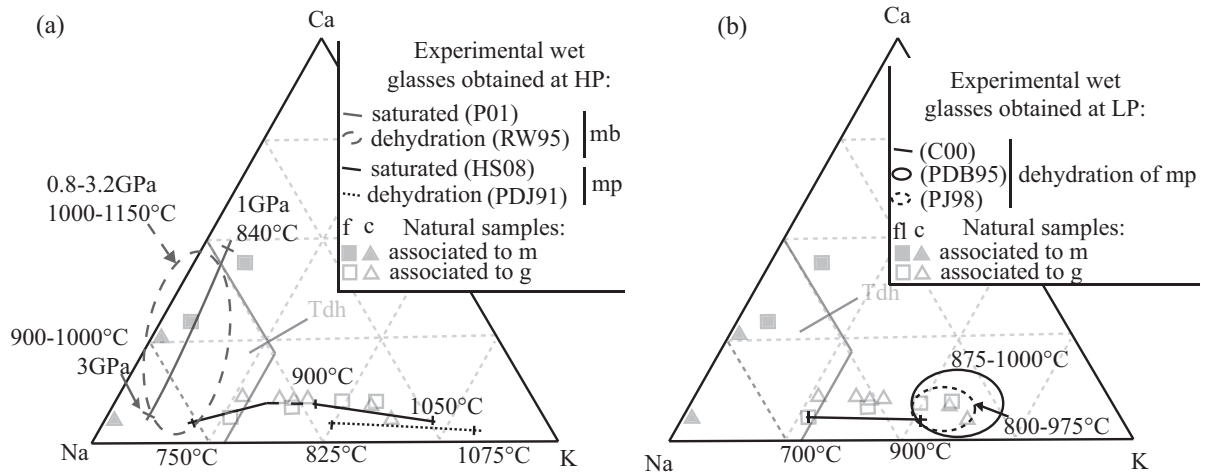 (a)
Ca
Experimental wet
glasses obtained at HP:
saturated (P01)
dehydration (RW95)
mb
saturated (HS08)
dehydration (PDJ91)
mp
f c Natural samples:
associated to m
associated to g
0.8-3.2GPa
1000-1150°C
1GPa
840°C
Tdh
900-1000°C
3GPa
900°C
1050°C
Na
750°C
825°C
1075°C
K
(b)
Ca
Experimental wet
glasses obtained at LP:
(C00)
(PDB95)
(PJ98)
dehydration of mp
fl c Natural samples:
associated to m
associated to g
Tdh
875-1000°C
800-975°C
Na
700°C
900°C
K